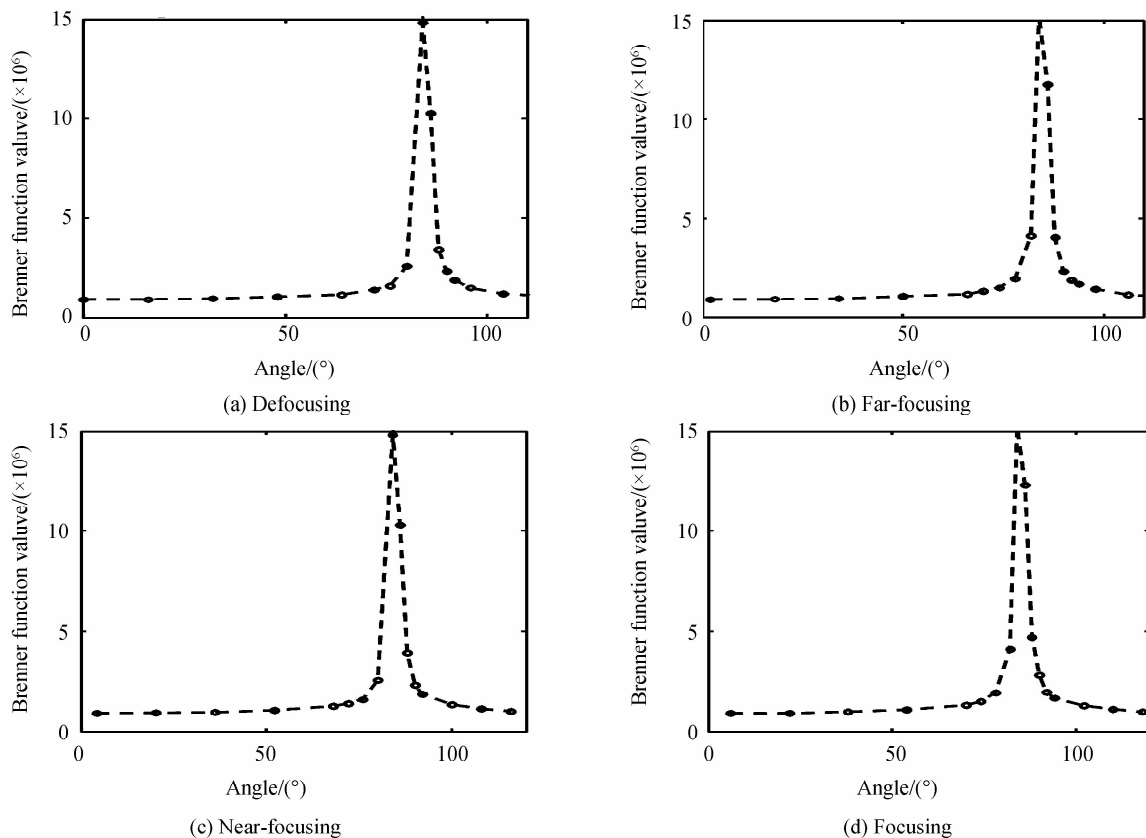 15
10
5
0
0
50
100
Brenner function valuve/(×10⁶)
Angle/(°)
(a) Defocusing
15
10
5
0
0
50
100
Brenner function valuve/(×10⁶)
Angle/(°)
(b) Far-focusing
15
10
5
0
0
50
100
Brenner function valuve/(×10⁶)
Angle/(°)
(c) Near-focusing
15
10
5
0
0
50
100
Brenner function valuve/(×10⁶)
Angle/(°)
(d) Focusing